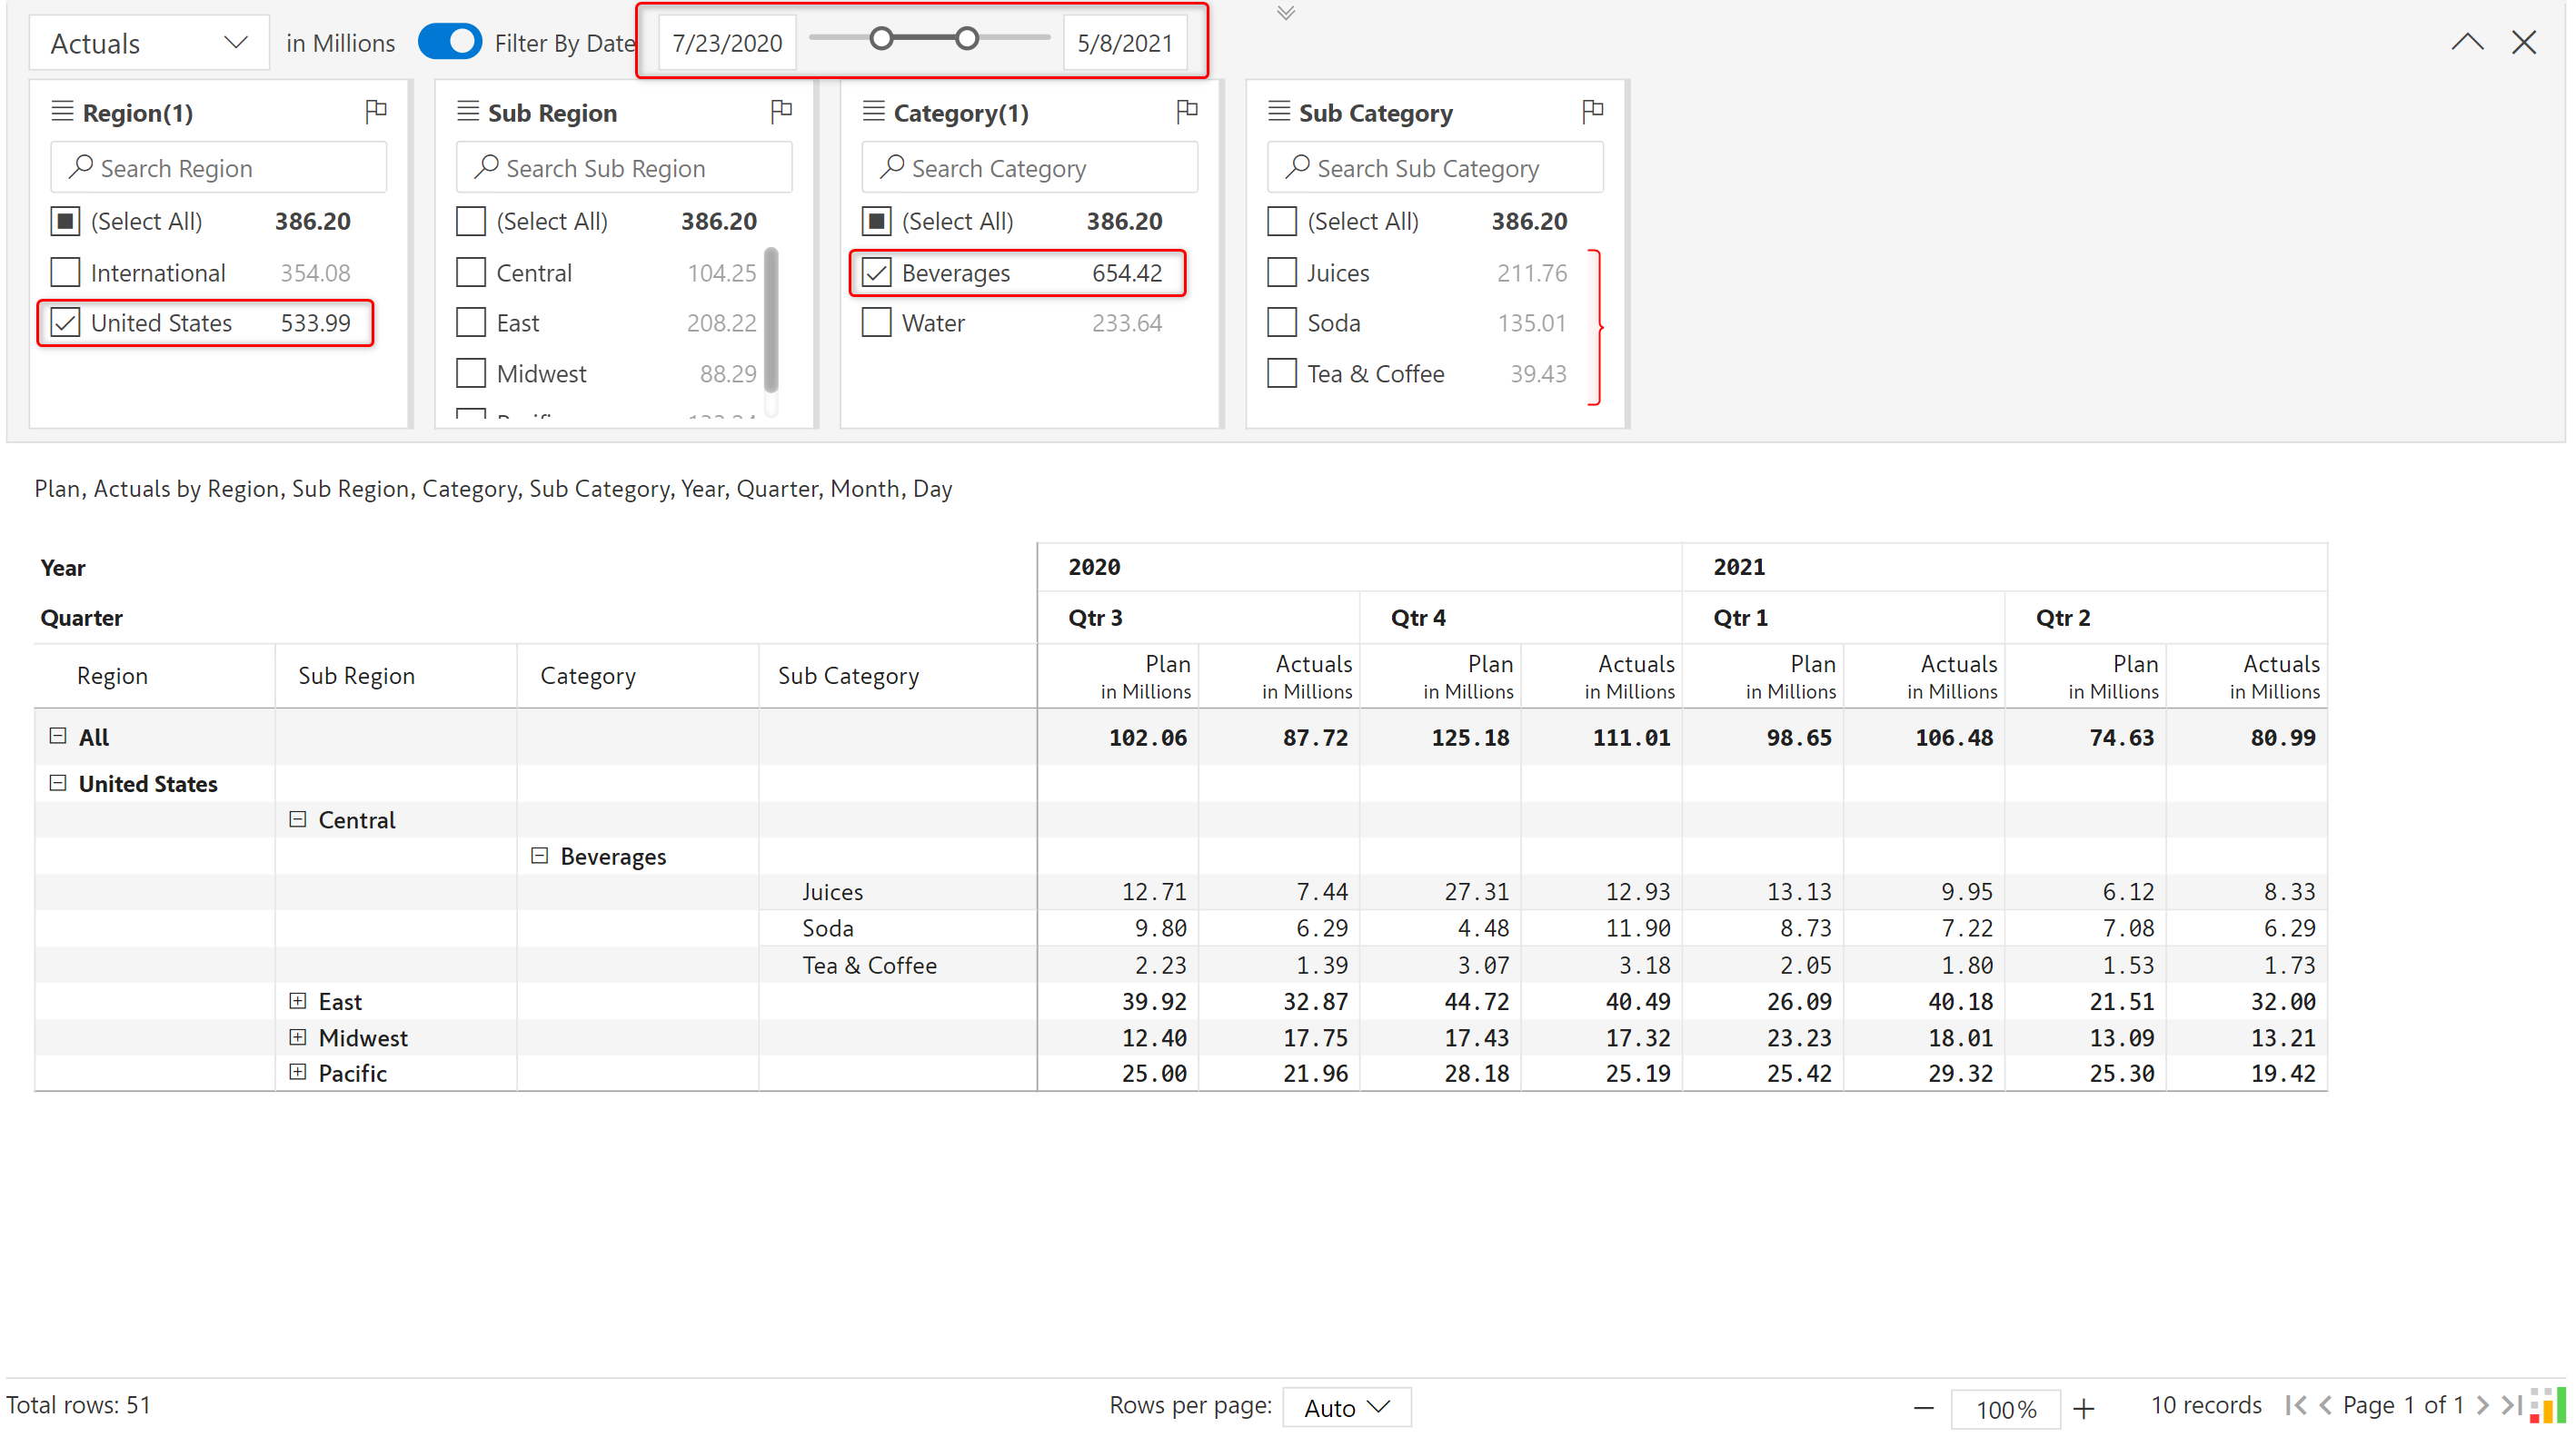 Actuals in Millions Filter By Date 7/23/2020 5/8/2021
Region(1) Sub Region Category(1) Sub Category
Search Region Search Sub Region Search Category Search Sub Category
(Select All) 386.20 (Select All) 386.20 (Select All) 386.20 (Select All) 386.20
International 354.08 Central 104.25 Beverages 654.42 Juices 211.76
United States 533.99 East 208.22 Water 233.64 Soda 135.01
Midwest 88.29 Tea & Coffee 39.43
Plan, Actuals by Region, Sub Region, Category, Sub Category, Year, Quarter, Month, Day
Year 2020 2021
Quarter Qtr 3 Qtr 4 Qtr 1 Qtr 2
Region Sub Region Category Sub Category Plan Actuals Plan Actuals Plan Actuals Plan Actuals
in Millions in Millions in Millions in Millions in Millions in Millions in Millions in Millions
All 102.06 87.72 125.18 111.01 98.65 106.48 74.63 80.99
United States
Central
Beverages
Juices 12.71 7.44 27.31 12.93 13.13 9.95 6.12 8.33
Soda 9.80 6.29 4.48 11.90 8.73 7.22 7.08 6.29
Tea & Coffee 2.23 1.39 3.07 3.18 2.05 1.80 1.53 1.73
East 39.92 32.87 44.72 40.49 26.09 40.18 21.51 32.00
Midwest 12.40 17.75 17.43 17.32 23.23 18.01 13.09 13.21
Pacific 25.00 21.96 28.18 25.19 25.42 29.32 25.30 19.42
Total rows: 51 Rows per page: Auto 100% 10 records Page 1 of 1